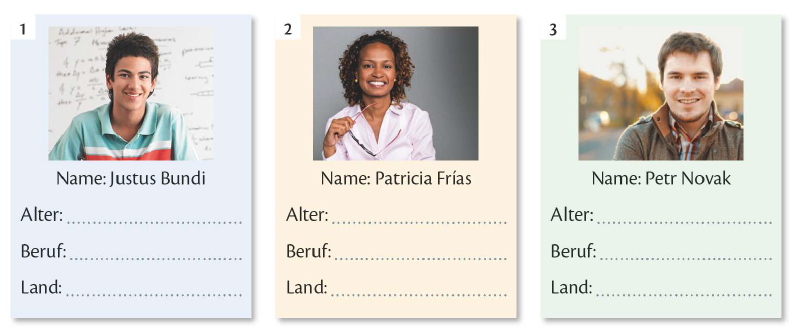 1
Name: Justus Bundi
Alter:
Beruf:
Land:
2
Name: Patricia Frías
Alter:
Beruf:
Land:
3
Name: Petr Novak
Alter:
Beruf:
Land: